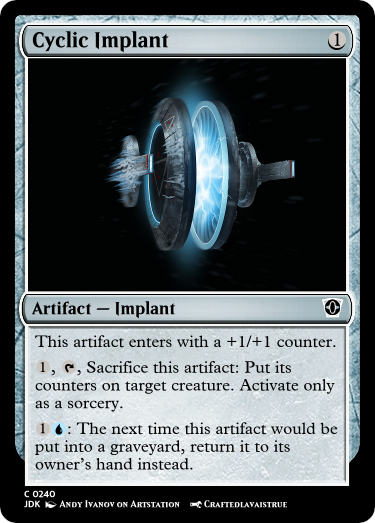 Cyclic Implant 1
Artifact — Implant
This artifact enters with a +1/+1 counter.
1, , Sacrifice this artifact: Put its
counters on target creature. Activate only
as a sorcery.
1 : The next time this artifact would be
put into a graveyard, return it to its
owner's hand instead.
C 0240
JDK Andy Ivanov on Artstation Craftedlavaistrue